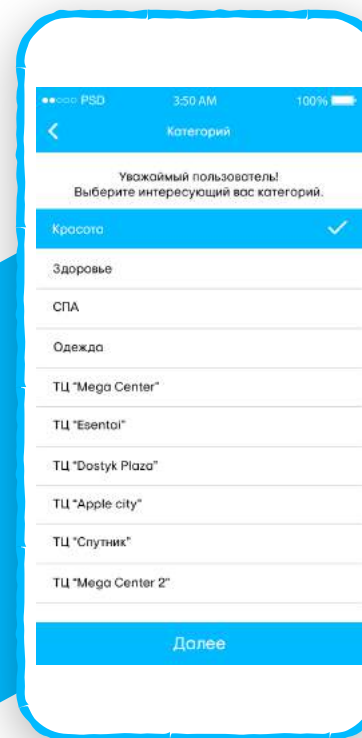 PSD 3:50 AM 100%
Категорий
Уважаймый пользователь!
Выберите интересующий вас категорий.
Красота
Здоровье
СПА
Одежда
ТЦ "Mega Center"
ТЦ "Esentai"
ТЦ "Dostyk Plaza"
ТЦ "Apple city"
ТЦ "Спутник"
ТЦ "Mega Center 2"
Далее